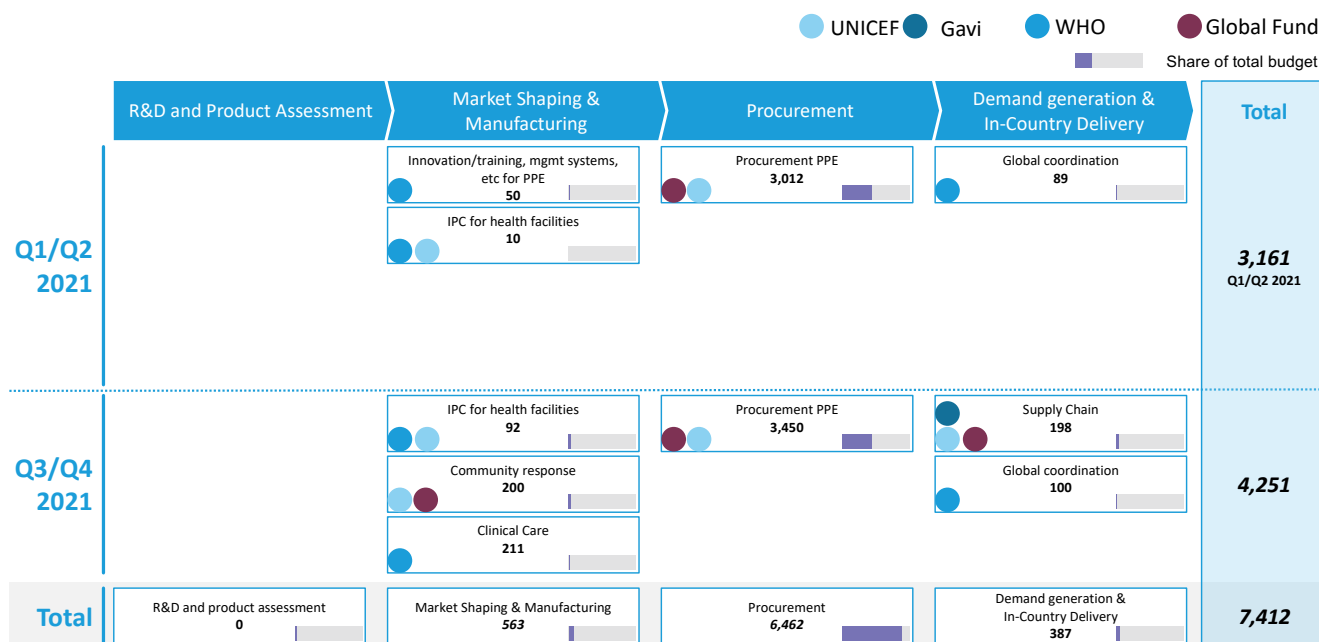 UNICEF
Gavi
WHO
Global Fund
Share of total budget
R&D and Product Assessment
Market Shaping &
Manufacturing
Procurement
Demand generation &
In-Country Delivery
Total
Q1/Q2
2021
Innovation/training, mgmt systems,
etc for PPE
50
IPC for health facilities
10
Procurement PPE
3,012
Global coordination
89
3,161
Q1/Q2 2021
Q3/Q4
2021
IPC for health facilities
92
Community response
200
Clinical Care
211
Procurement PPE
3,450
Supply Chain
198
Global coordination
100
4,251
Total
R&D and product assessment
0
Market Shaping & Manufacturing
563
Procurement
6,462
Demand generation &
In-Country Delivery
387
7,412